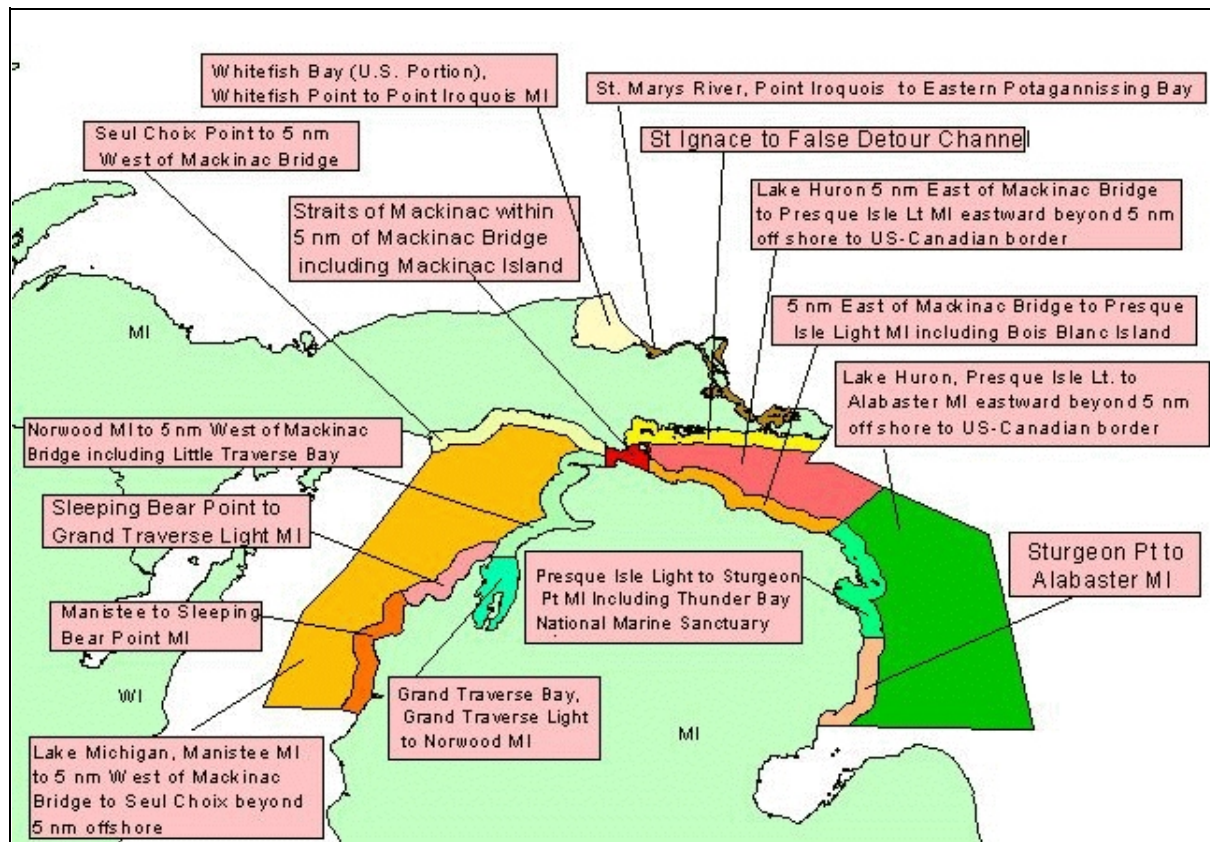 Whitefish Bay (U.S. Portion),
Whitefish Point to Point Iroquois MI
St. Marys River, Point Iroquois to Eastern Potagannissing Bay
Seul Choix Point to 5 nm
West of Mackinac Bridge
St Ignace to False Detour Channel
Straits of Mackinac within
5 nm of Mackinac Bridge
including Mackinac Island
Lake Huron 5 nm East of Mackinac Bridge
to Presque Isle Lt MI eastward beyond 5 nm
off shore to US-Canadian border
5 nm East of Mackinac Bridge to Presque
Isle Light MI including Bois Blanc Island
MI
Lake Huron, Presque Isle Lt. to
Alabaster MI eastward beyond 5 nm
off shore to US-Canadian border
Norwood MI to 5 nm West of Mackinac
Bridge including Little Traverse Bay
Sleeping Bear Point to
Grand Traverse Light MI
Sturgeon Pt to
Alabaster MI
Presque Isle Light to Sturgeon
Pt MI Including Thunder Bay
National Marine Sanctuary
Manistee to Sleeping
Bear Point MI
WI
Grand Traverse Bay,
Grand Traverse Light
to Norwood MI
MI
Lake Michigan, Manistee MI
to 5 nm West of Mackinac
Bridge to Seul Choix beyond
5 nm offshore